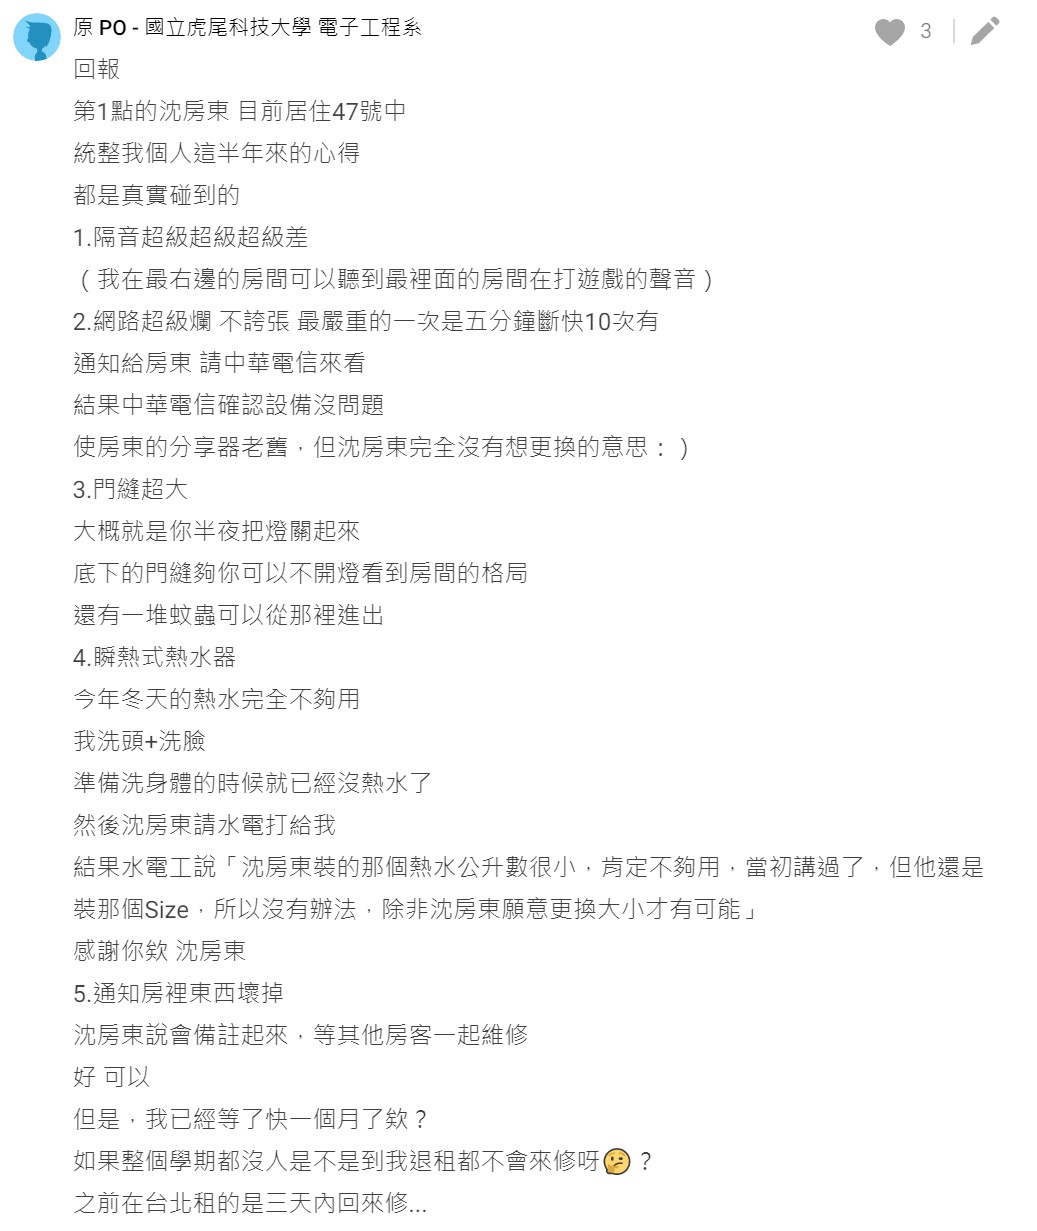 原 PO - 國立虎尾科技大學 電子工程系
3
回報
第1點的沈房東 目前居住47號中
統整我個人這半年來的心得
都是真實碰到的
1.隔音超級超級超級差
（我在最右邊的房間可以聽到最裡面的房間在打遊戲的聲音）
2.網路超級爛 不誇張 最嚴重的一次是五分鐘斷快10次有
通知給房東 請中華電信來看
結果中華電信確認設備沒問題
使房東的分享器老舊，但沈房東完全沒有想更換的意思：）
3.門縫超大
大概就是你半夜把燈關起來
底下的門縫夠你可以不開燈看到房間的格局
還有一堆蚊蟲可以從那裡進出
4.瞬熱式熱水器
今年冬天的熱水完全不夠用
我洗頭+洗臉
準備洗身體的時候就已經沒熱水了
然後沈房東請水電打給我
結果水電工說「沈房東裝的那個熱水公升數很小，肯定不夠用，當初講過了，但他還是
裝那個Size，所以沒有辦法，除非沈房東願意更換大小才有可能」
感謝你欸 沈房東
5.通知房裡東西壞掉
沈房東說會備註起來，等其他房客一起維修
好 可以
但是，我已經等了快一個月了欸？
如果整個學期都沒人是不是到我退租都不會來修呀🤔？
之前在台北租的是三天內回來修...